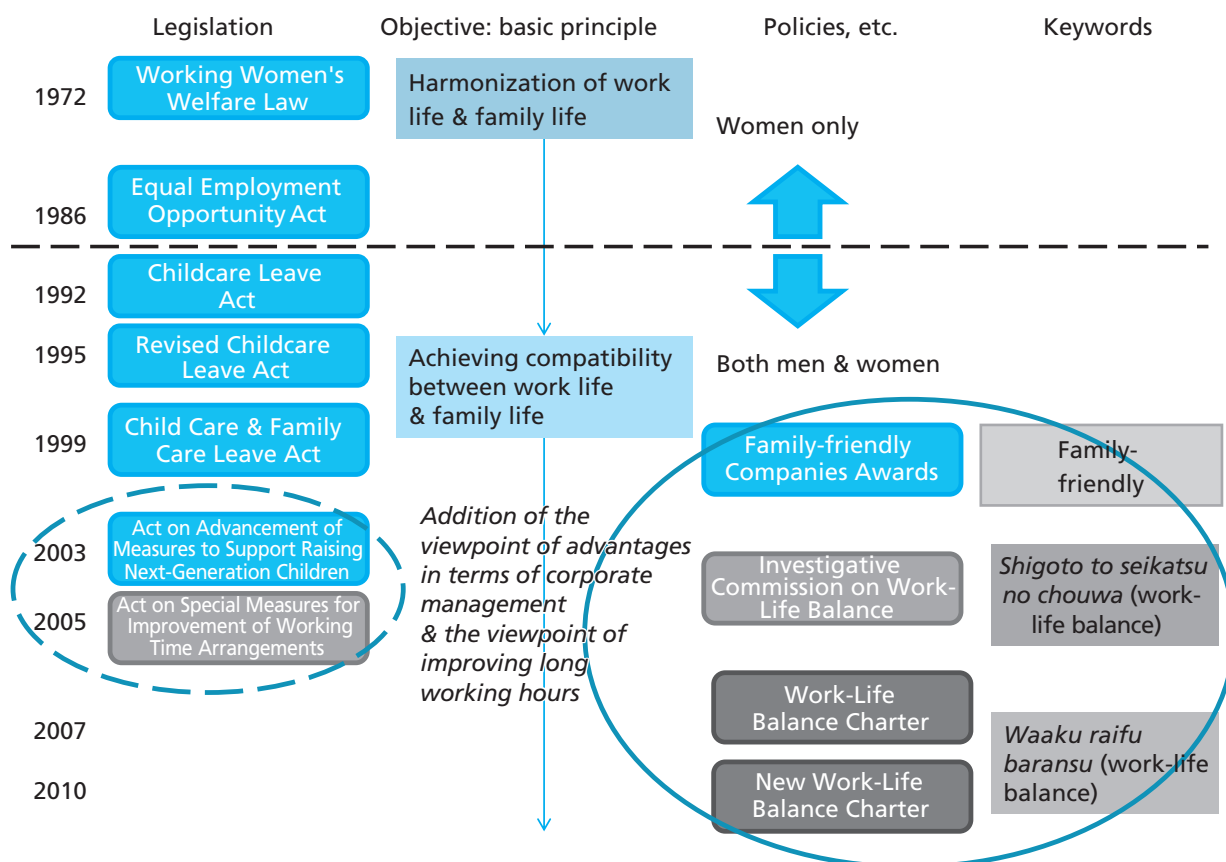 Legislation
Objective: basic principle
Policies, etc.
Keywords
1972
Working Women's
Welfare Law
Harmonization of work
life & family life
Women only
1986
Equal Employment
Opportunity Act
1992
Childcare Leave
Act
1995
Revised Childcare
Leave Act
Achieving compatibility
between work life
& family life
Both men & women
1999
Child Care & Family
Care Leave Act
Family-friendly
Companies Awards
Family-
friendly
2003
Act on Advancement of
Measures to Support Raising
Next-Generation Children
Addition of the
viewpoint of advantages
in terms of corporate
management
& the viewpoint of
improving long
working hours
Investigative
Commission on Work-
Life Balance
Shigoto to seikatsu
no chouwa (work-
life balance)
2005
Act on Special Measures for
Improvement of Working
Time Arrangements
2007
Work-Life
Balance Charter
Waaku raifu
baransu (work-life
balance)
2010
New Work-Life
Balance Charter